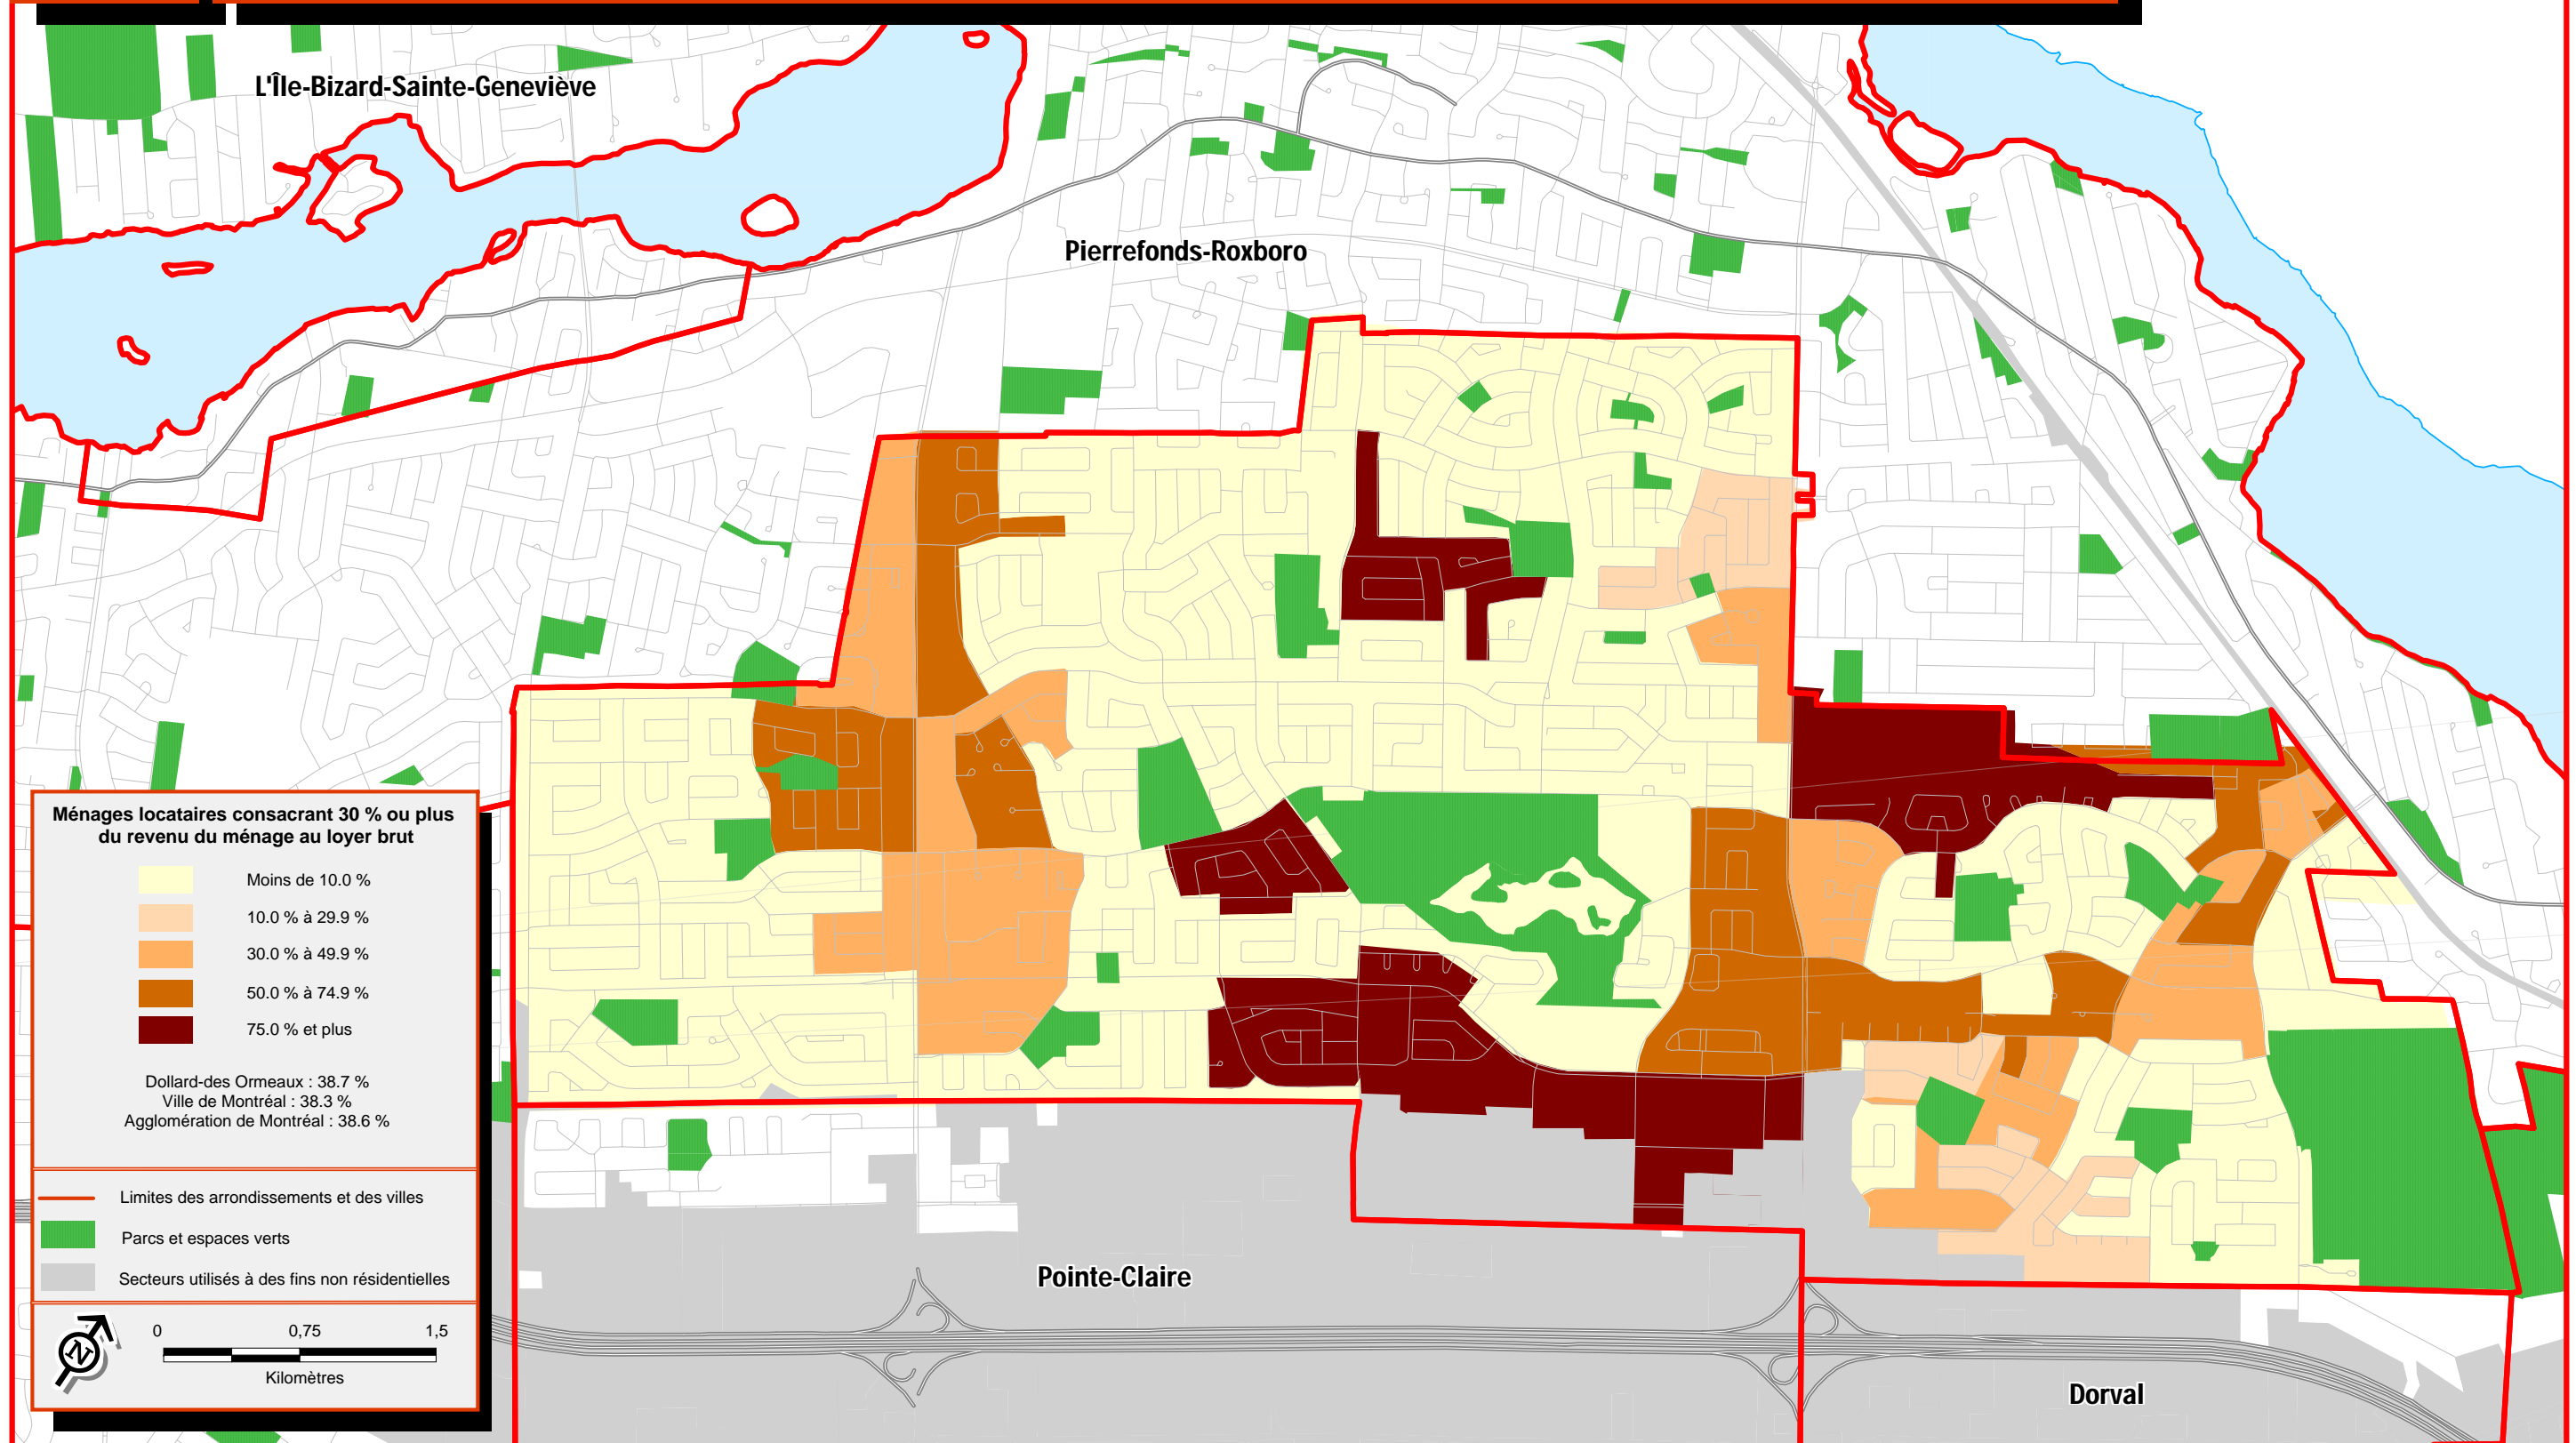 L'Île-Bizard-Sainte-Geneviève
Pierrefonds-Roxboro
Ménages locataires consacrant 30 % ou plus
du revenu du ménage au loyer brut
Moins de 10.0 %
10.0 % à 29.9 %
30.0 % à 49.9 %
50.0 % à 74.9 %
75.0 % et plus
Dollard-des Ormeaux : 38.7 %
Ville de Montréal : 38.3 %
Agglomération de Montréal : 38.6 %
Limites des arrondissements et des villes
Parcs et espaces verts
Secteurs utilisés à des fins non résidentielles
N
0 0,75 1,5
Kilomètres
Pointe-Claire
Dorval